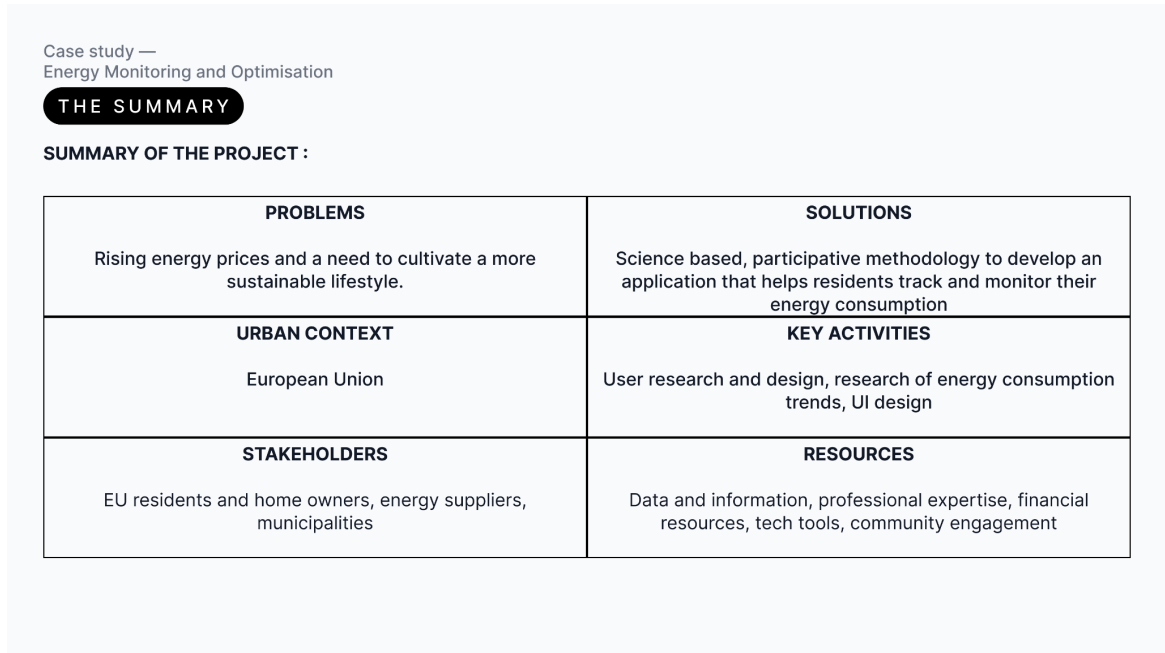 Case study —
Energy Monitoring and Optimisation
THE SUMMARY
SUMMARY OF THE PROJECT :
PROBLEMS
Rising energy prices and a need to cultivate a more
sustainable lifestyle.
SOLUTIONS
Science based, participative methodology to develop an
application that helps residents track and monitor their
energy consumption
URBAN CONTEXT
European Union
KEY ACTIVITIES
User research and design, research of energy consumption
trends, UI design
STAKEHOLDERS
EU residents and home owners, energy suppliers,
municipalities
RESOURCES
Data and information, professional expertise, financial
resources, tech tools, community engagement